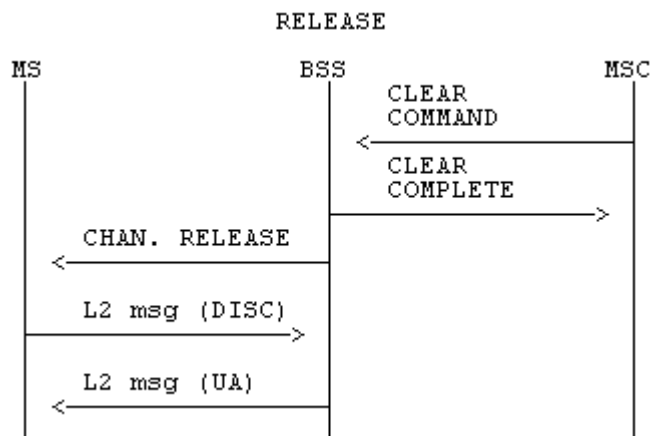 RELEASE
MS BSS MSC
CLEAR
COMMAND
CLEAR
COMPLETE
CHAN. RELEASE
L2 msg (DISC)
L2 msg (UA)